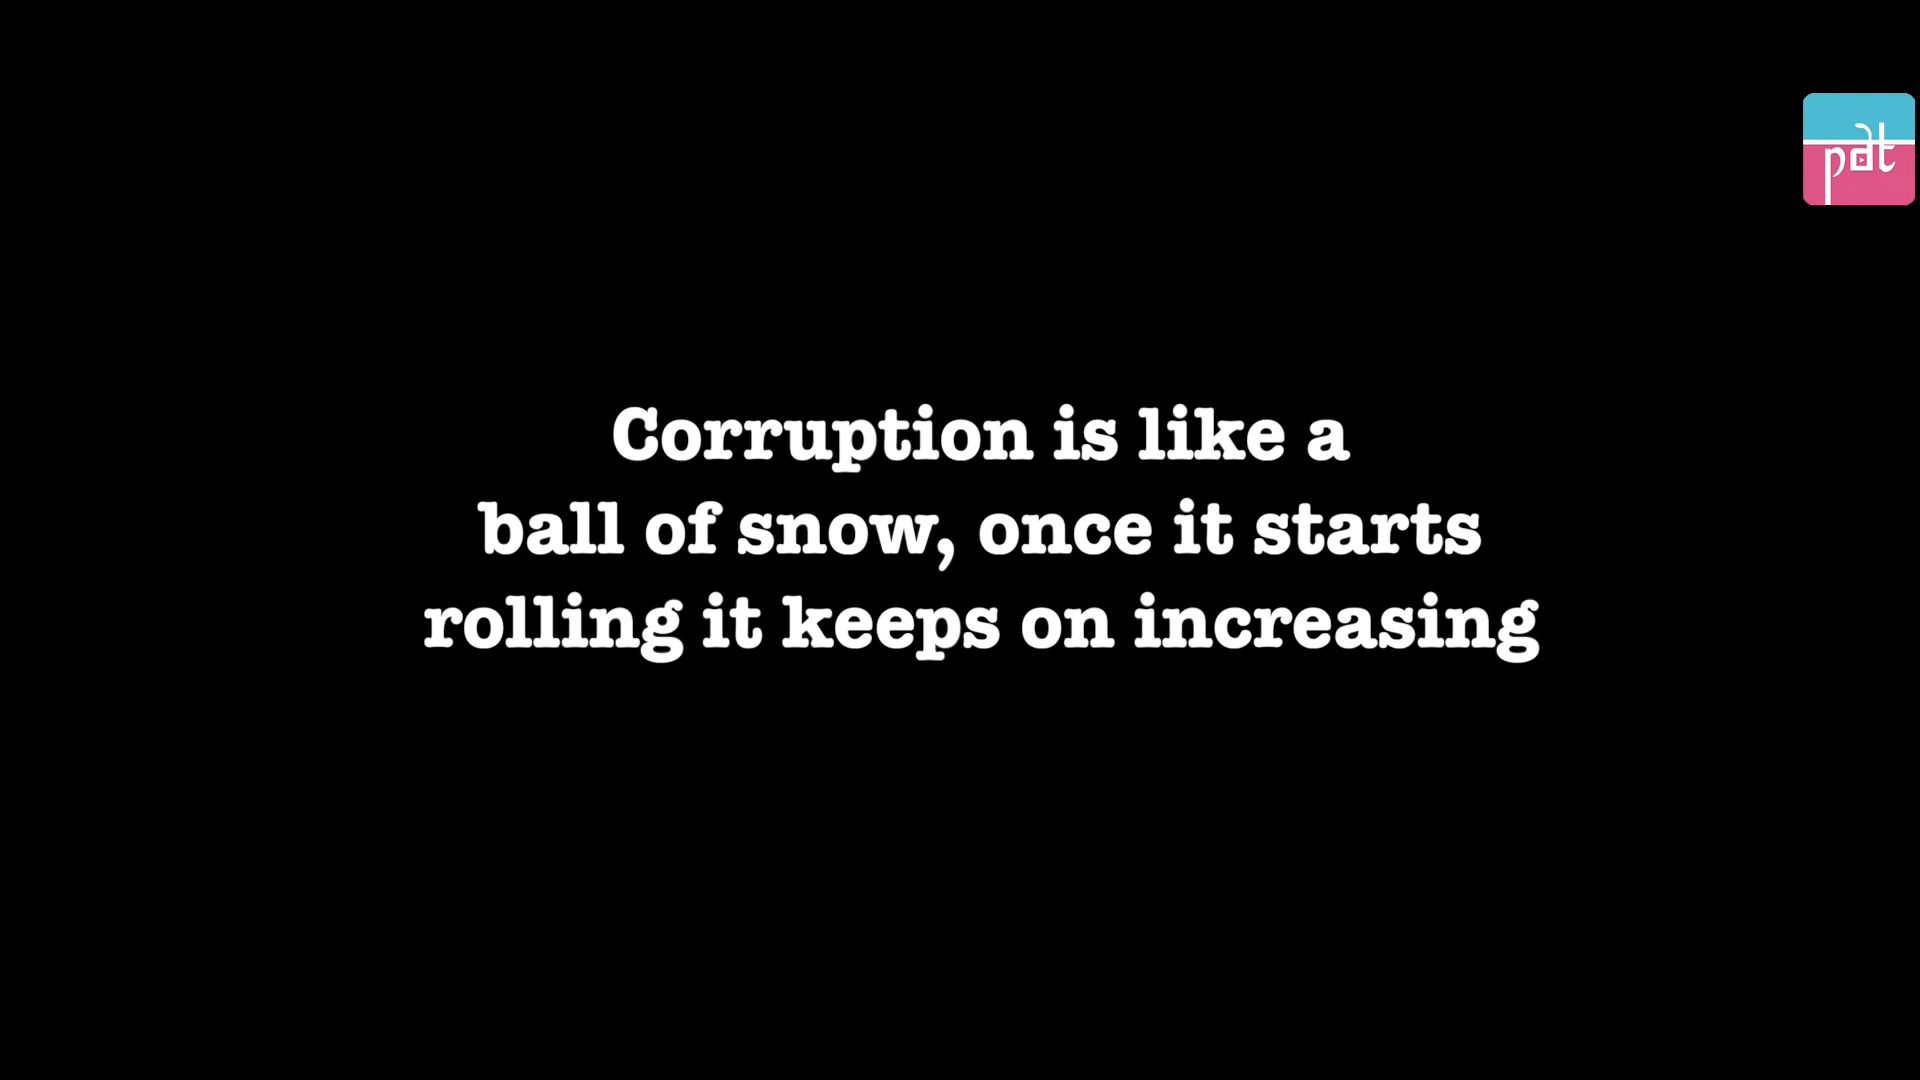 pat
Corruption is like a
ball of snow, once it starts
rolling it keeps on increasing